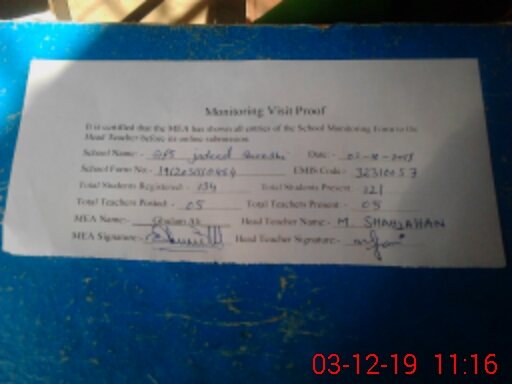 Monitoring Visit Proof
It is certified that the MEA has shown all entries of the School Monitoring Form to the
Head Teacher before its online submission.
School Name:- GPS Date:-
School Form No:- EMIS Code:- 32310057
Total Students Registered:- 134 Total Students Present: 121
Total Teachers Posted:- 05 Total Teachers Present:- 05
MEA Name:- Head Teacher Name:- M SHAHJAHAN
MEA Signature:- Head Teacher Signature:-
03-12-19 11:16